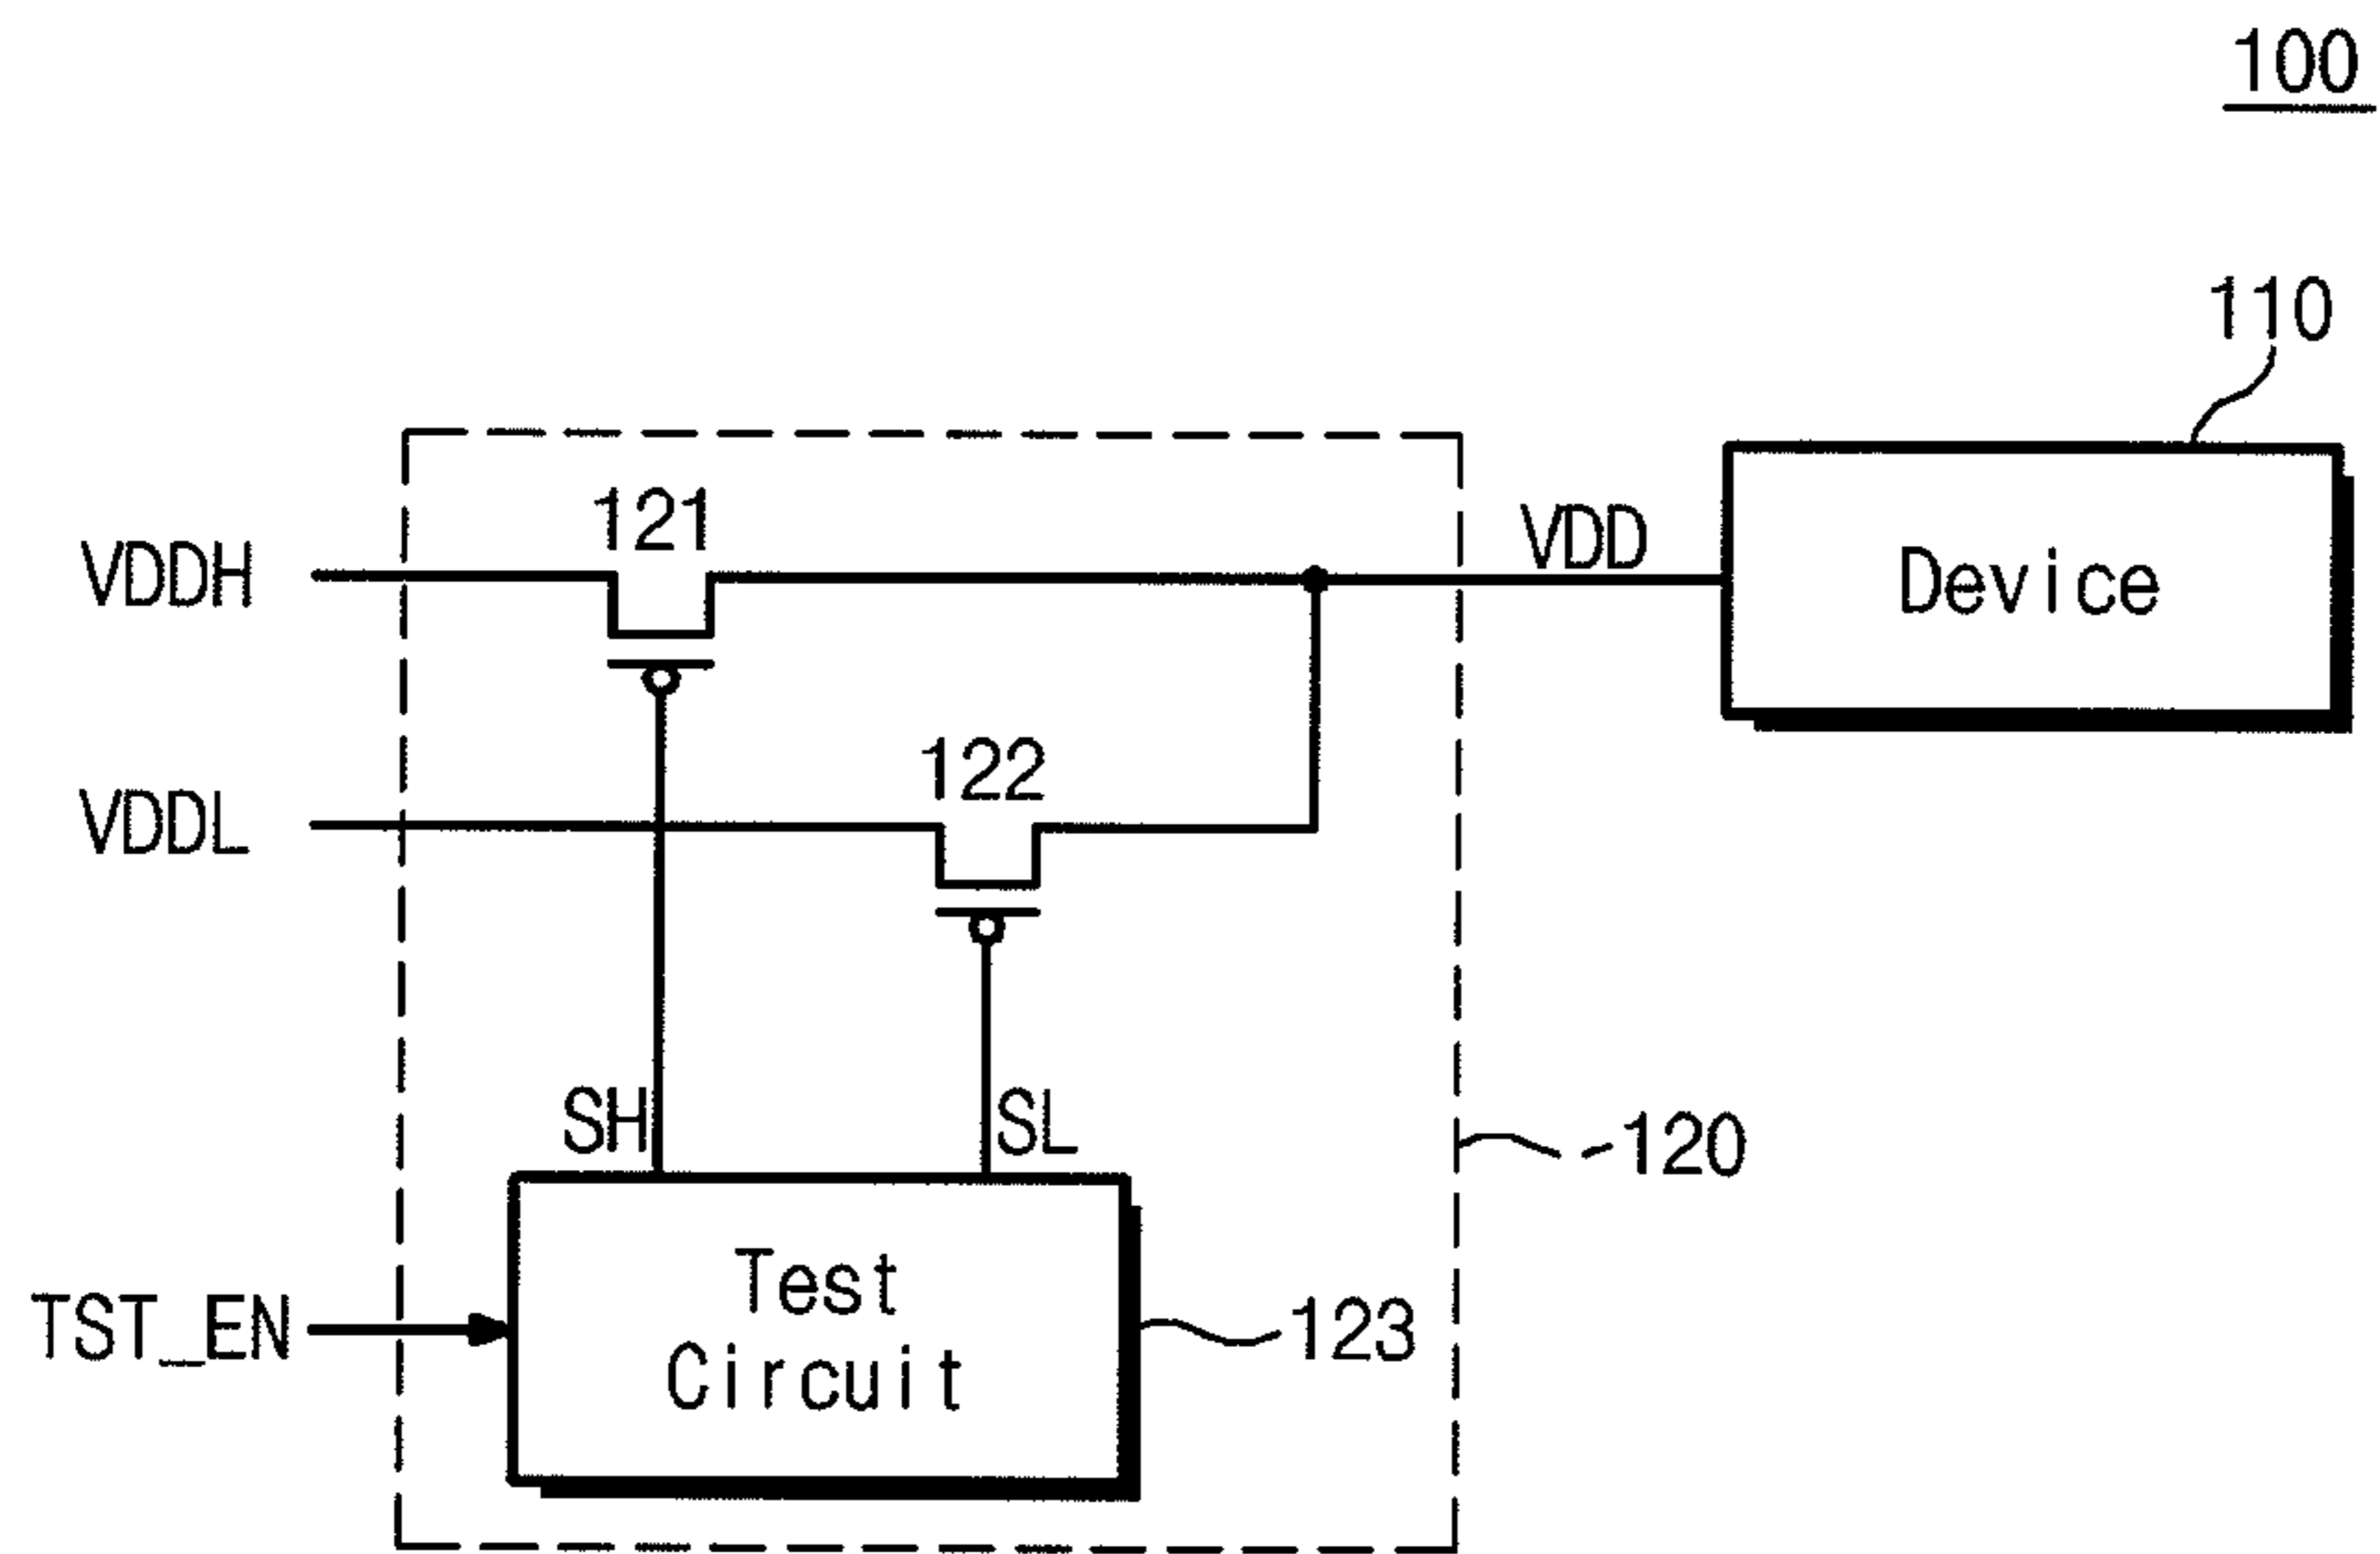 100
110
121
VDD
VDDH
Device
122
VDDL
SH
SL
120
Test
Circuit
TST_EN
123